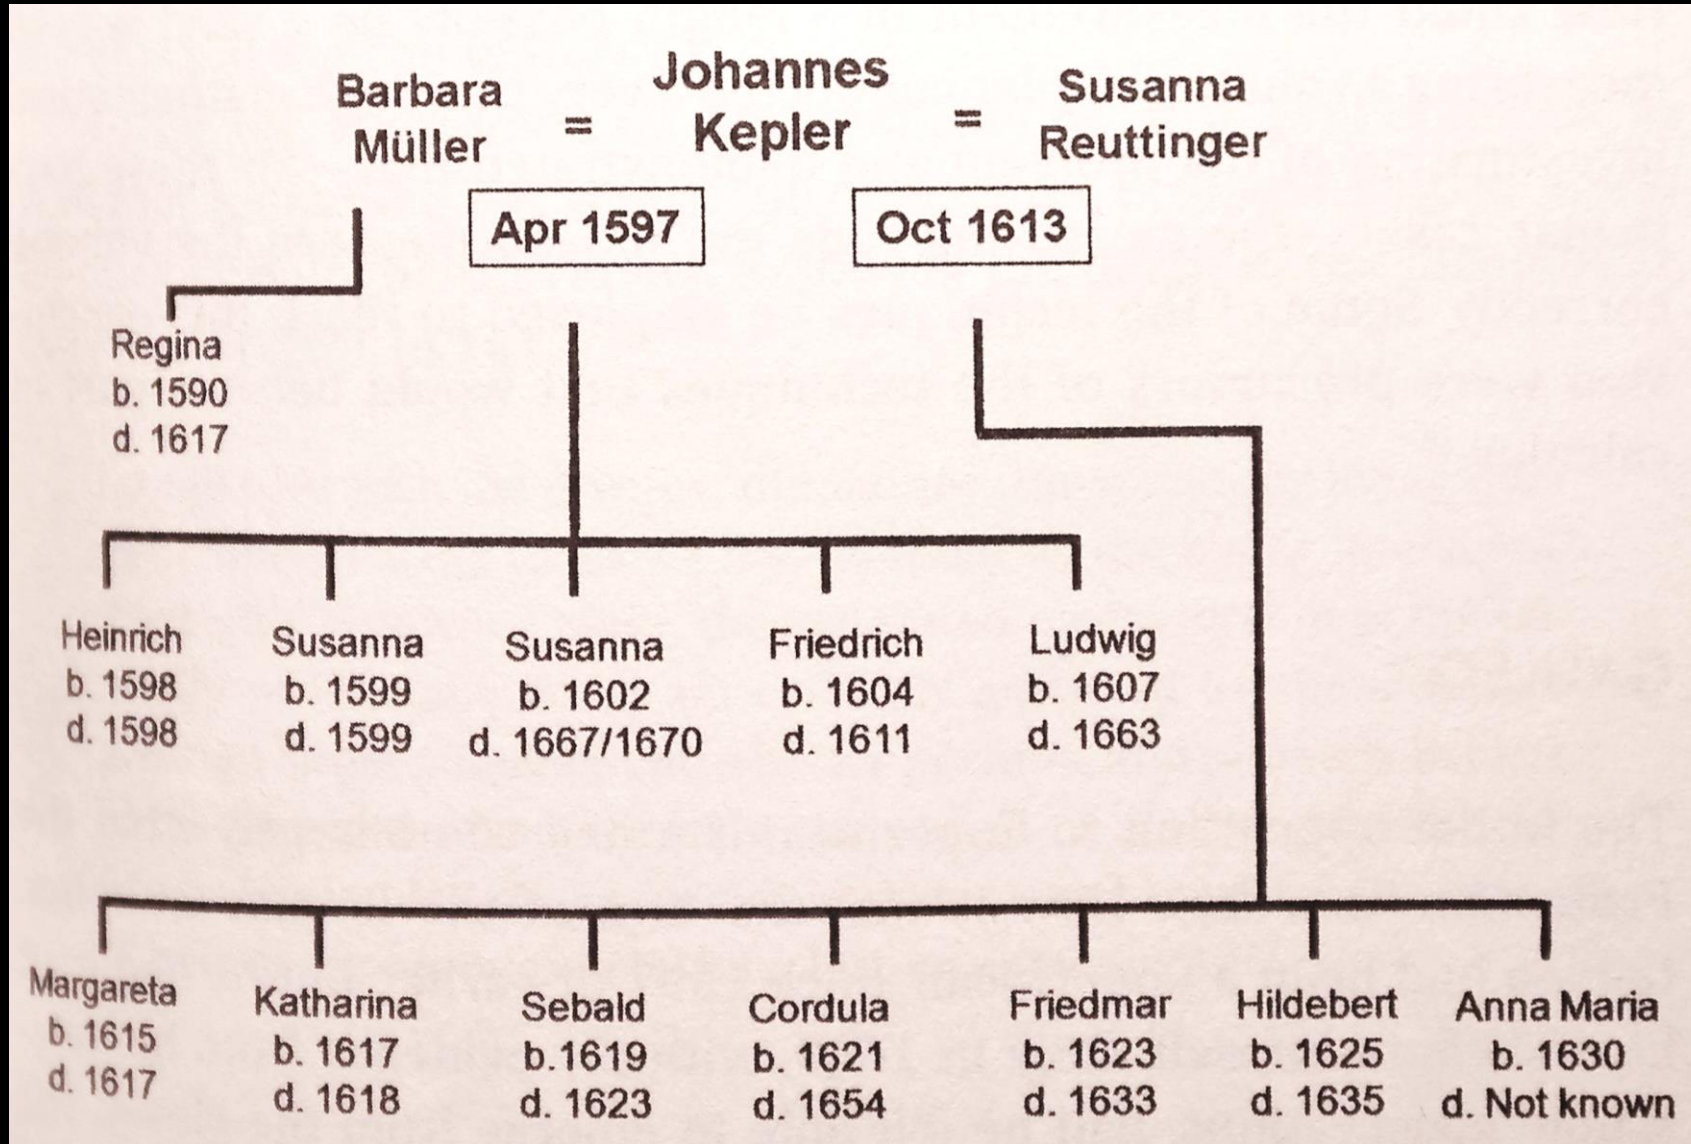 Barbara
Müller
=
Johannes
Kepler
=
Susanna
Reuttinger
Apr 1597
Oct 1613
Regina
b. 1590
d. 1617
Heinrich
b. 1598
d. 1598
Susanna
b. 1599
d. 1599
Susanna
b. 1602
d. 1667/1670
Friedrich
b. 1604
d. 1611
Ludwig
b. 1607
d. 1663
Margareta
b. 1615
d. 1617
Katharina
b. 1617
d. 1618
Sebald
b.1619
d. 1623
Cordula
b. 1621
d. 1654
Friedmar
b. 1623
d. 1633
Hildebert
b. 1625
d. 1635
Anna Maria
b. 1630
d. Not known